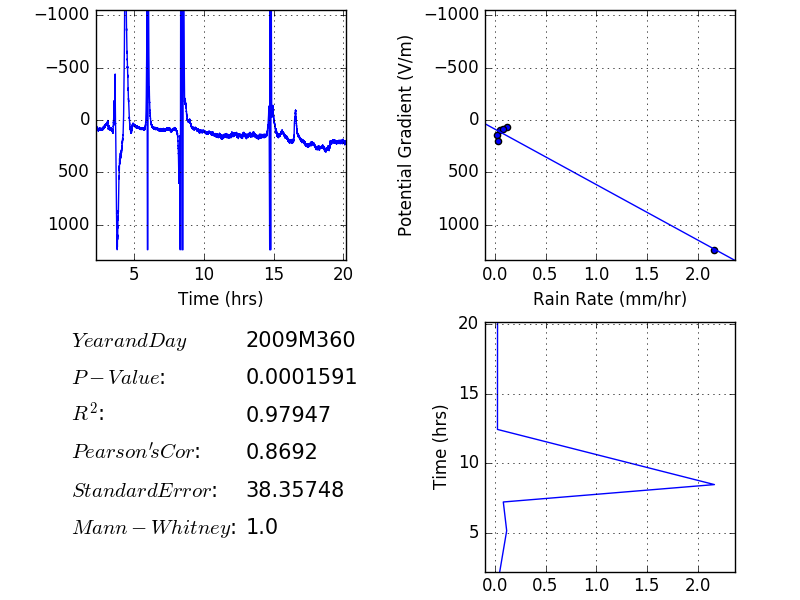 −1000
−500
0
500
1000
5 10 15 20
Time (hrs)
Potential Gradient (V/m)
−1000
−500
0
500
1000
0.0 0.5 1.0 1.5 2.0
Rain Rate (mm/hr)
YearandDay 2009M360
P−Value: 0.0001591
R²: 0.97947
Pearson'sCor: 0.8692
StandardError: 38.35748
Mann−Whitney: 1.0
Time (hrs)
20
15
10
5
0.0 0.5 1.0 1.5 2.0